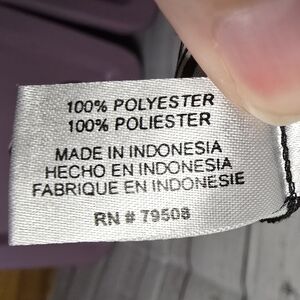 100% POLYESTER
100% POLIESTER
MADE IN INDONESIA
HECHO EN INDONESIA
FABRIQUE EN INDONESIE
RN # 79508